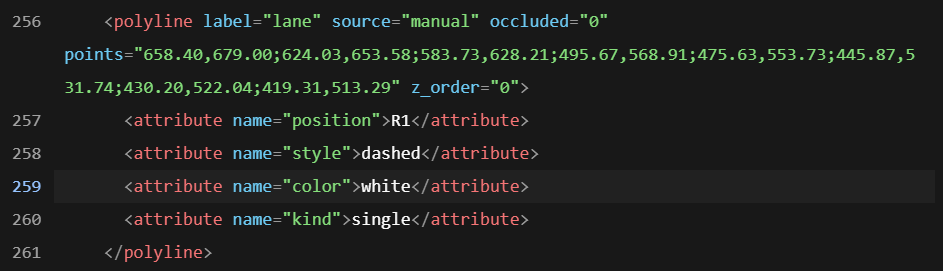 256 <polyline label="lane" source="manual" occluded="0"
points="658.40,679.00;624.03,653.58;583.73,628.21;495.67,568.91;475.63,553.73;445.87,5
31.74;430.20,522.04;419.31,513.29" z_order="0">
257 <attribute name="position">R1</attribute>
258 <attribute name="style">dashed</attribute>
259 <attribute name="color">white</attribute>
260 <attribute name="kind">single</attribute>
261 </polyline>